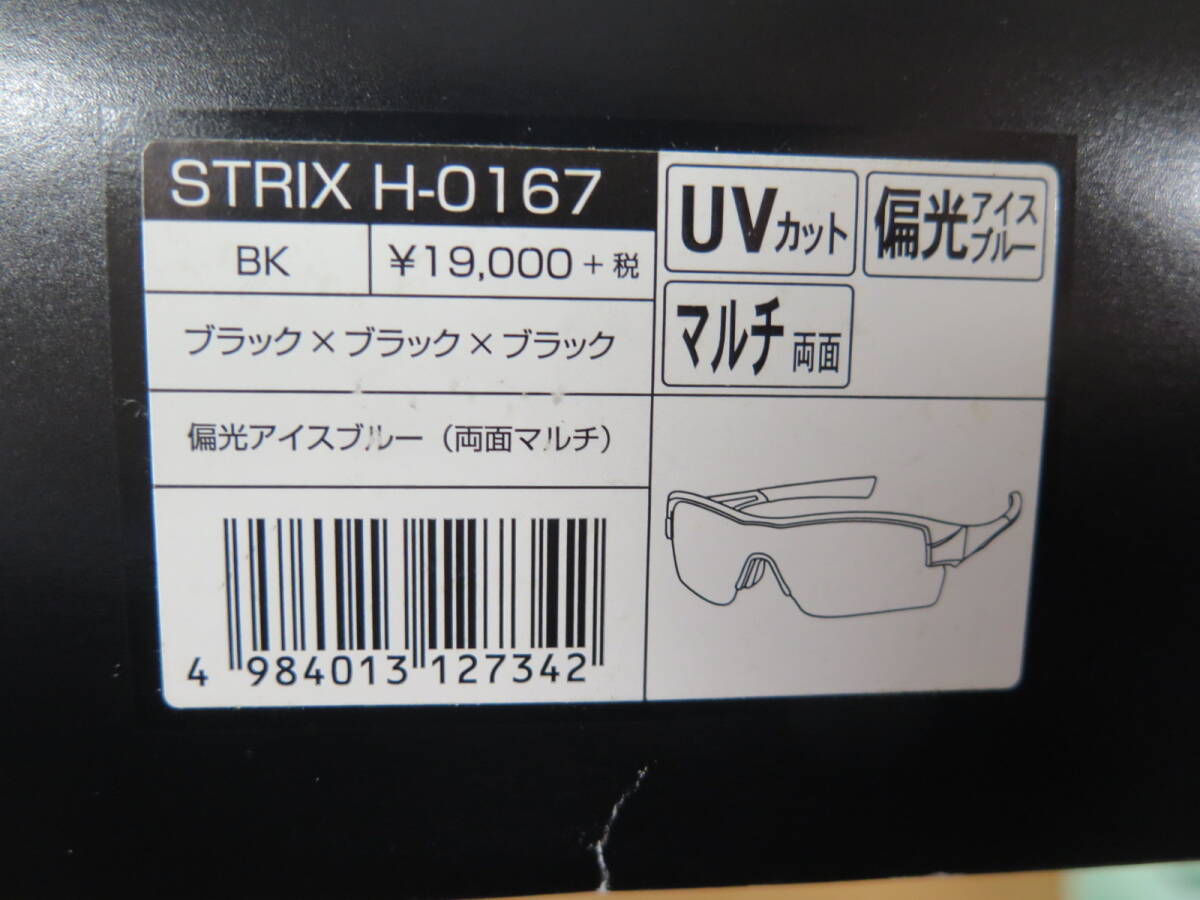 STRIX H-0167
BK
¥19,000 + 税
ブラック×ブラック×ブラック
偏光アイスブルー（両面マルチ）
4 984013 127342
UVカット
偏光アイス
ブルー
マルチ両面